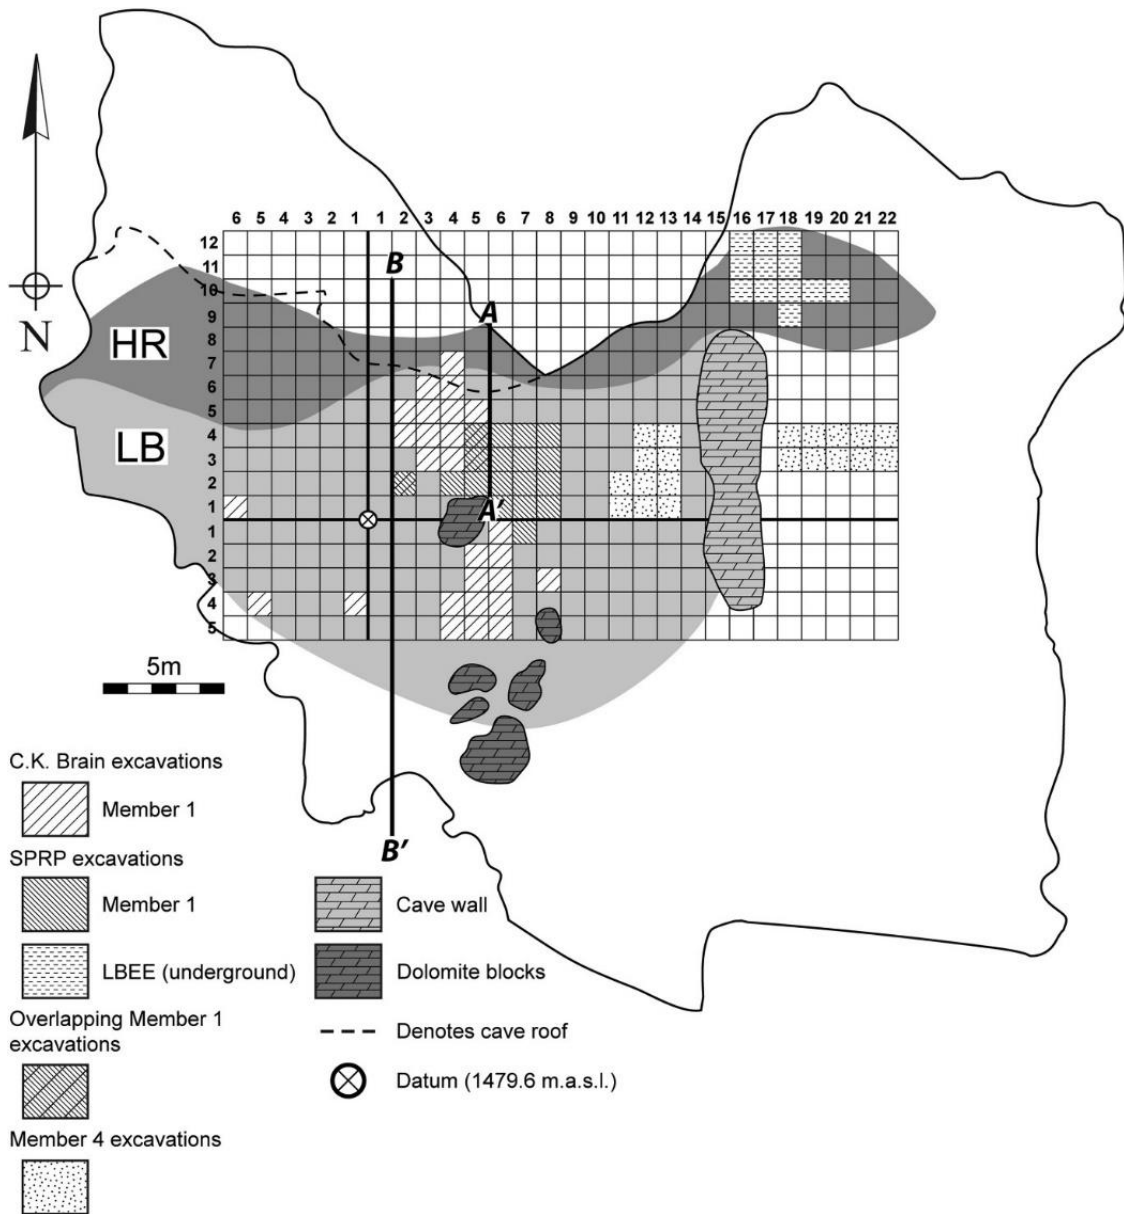 6 5 4 3 2 1 1 2 3 4 5 6 7 8 9 10 11 12 13 14 15 16 17 18 19 20 21 22
12
11
10
9
8
7
6
5
4
3
2
1
1
2
3
4
5
B
A
N
HR
LB
A′
B′
5m
C.K. Brain excavations
Member 1
SPRP excavations
Member 1
LBEE (underground)
Overlapping Member 1
excavations
Member 4 excavations
Cave wall
Dolomite blocks
Denotes cave roof
Datum (1479.6 m.a.s.l.)